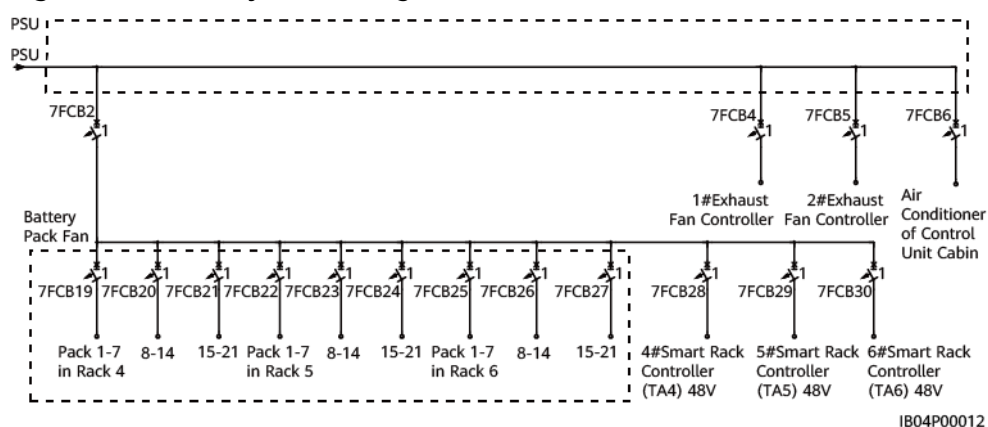 PSU
PSU
7FCB2
1
7FCB4
1
7FCB5
1
7FCB6
1
1#Exhaust
Fan Controller
2#Exhaust
Fan Controller
Air
Conditioner
of Control
Unit Cabin
Battery
Pack Fan
1
1
1
1
1
1
1
1
1
1
1
1
7FCB19
7FCB20
7FCB21
7FCB22
7FCB23
7FCB24
7FCB25
7FCB26
7FCB27
7FCB28
7FCB29
7FCB30
Pack 1-7
in Rack 4
8-14
15-21
Pack 1-7
in Rack 5
8-14
15-21
Pack 1-7
in Rack 6
8-14
15-21
4#Smart Rack
Controller
(TA4) 48V
5#Smart Rack
Controller
(TA5) 48V
6#Smart Rack
Controller
(TA6) 48V
IB04P00012